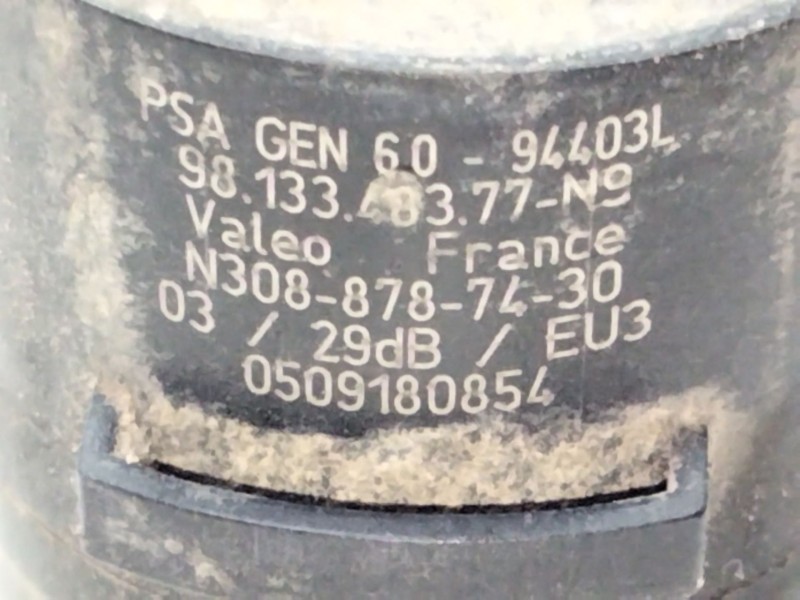 PSA GEN 6.0 - 94403L
98.133.483.77-N9
Valeo France
N308-878-74-30
03 / 29dB / EU3
0509180854